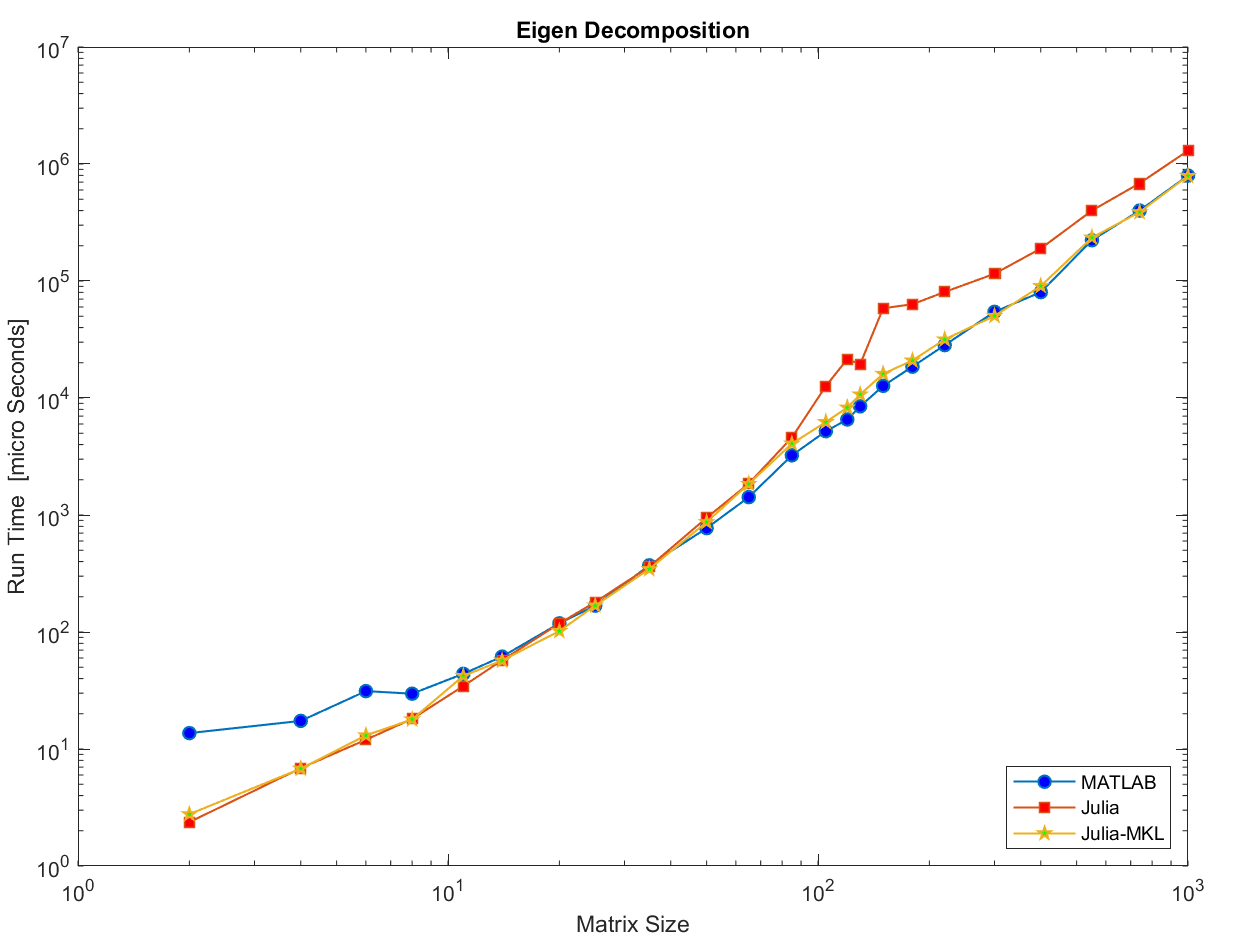 Eigen Decomposition
10^7
10^6
10^5
10^4
10^3
10^2
10^1
10^0
Run Time [micro Seconds]
10^0 10^1 10^2 10^3
Matrix Size
MATLAB
Julia
Julia-MKL